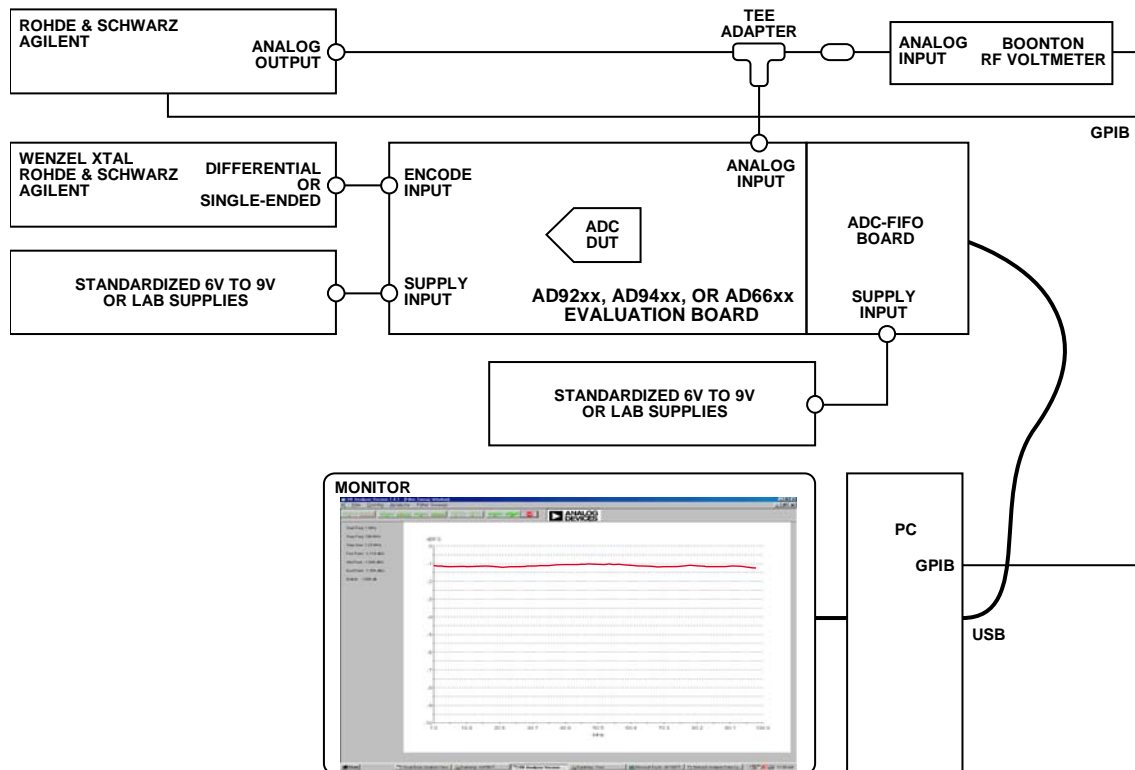 ROHDE & SCHWARZ
AGILENT
ANALOG
OUTPUT
TEE
ADAPTER
ANALOG
INPUT
BOONTON
RF VOLTMETER
GPIB
WENZEL XTAL
ROHDE & SCHWARZ
AGILENT
DIFFERENTIAL
OR
SINGLE-ENDED
ENCODE
INPUT
ANALOG
INPUT
ADC
DUT
ADC-FIFO
BOARD
STANDARDIZED 6V TO 9V
OR LAB SUPPLIES
SUPPLY
INPUT
AD92xx, AD94xx, OR AD66xx
EVALUATION BOARD
SUPPLY
INPUT
STANDARDIZED 6V TO 9V
OR LAB SUPPLIES
MONITOR
ANALOG
DEVICES
PC
GPIB
USB